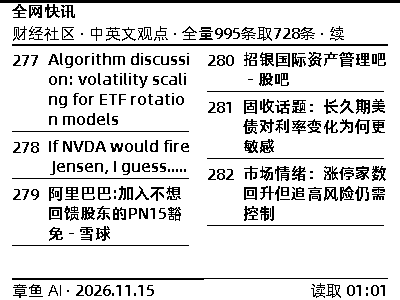 全网快讯
财经社区 · 中英文观点 · 全量995条取728条 · 续
277 Algorithm discussi
on: volatility scali
ng for ETF rotatio
n models
278 If NVDA would fire
Jensen, I guess.....
279 阿里巴巴:加入不想
回馈股东的PN15豁
免 - 雪球
280 招银国际资产管理吧
- 股吧
281 固收话题：长久期美
债对利率变化为何更
敏感
282 市场情绪：涨停家数
回升但追高风险仍需
控制
章鱼 AI · 2026.11.15
读取 01:01